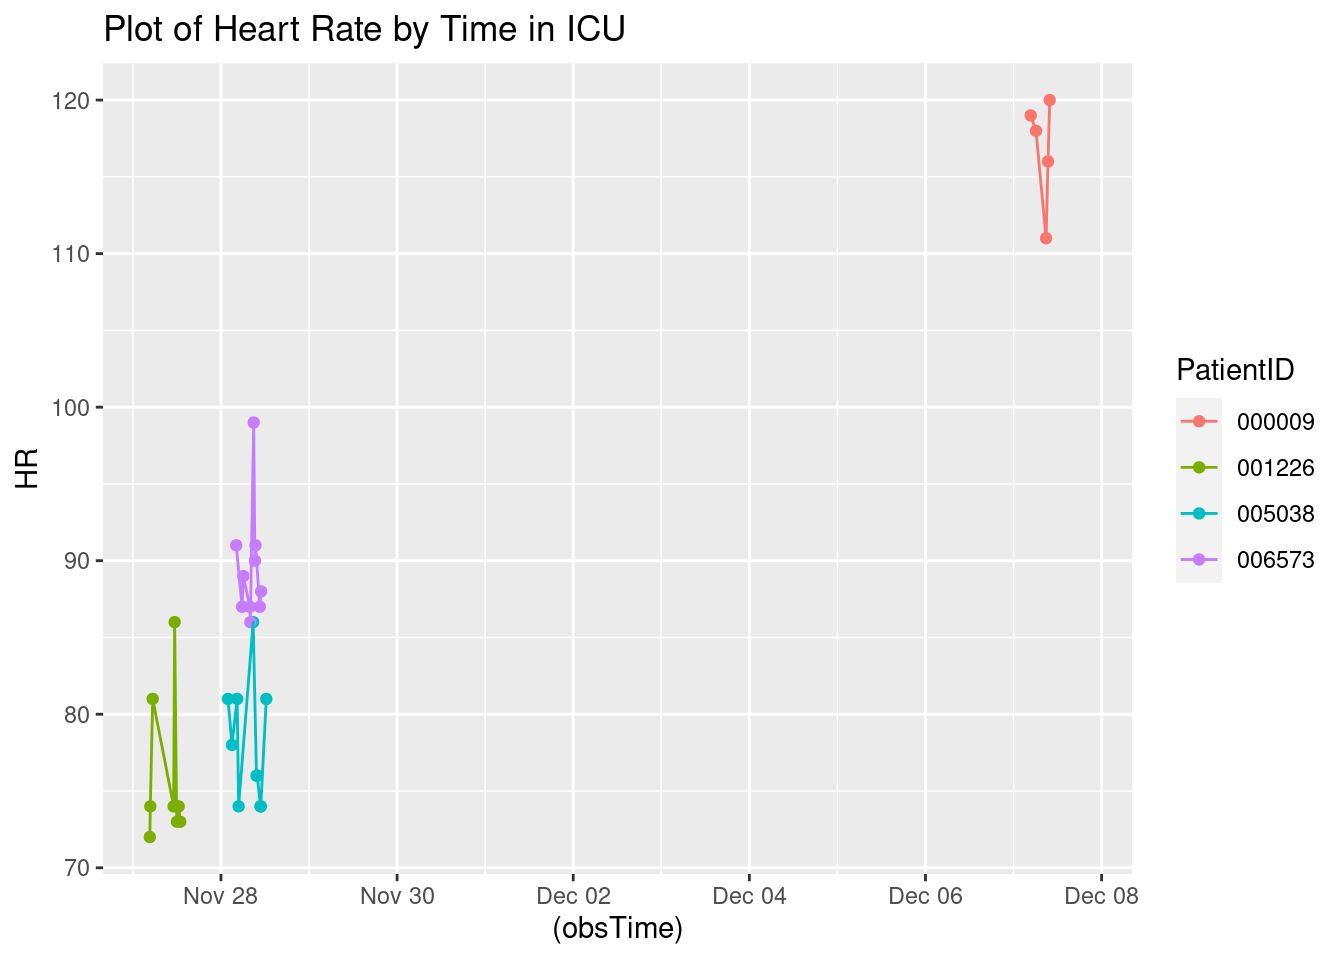 Plot of Heart Rate by Time in ICU
120
110
100
90
80
70
HR
Nov 28 Nov 30 Dec 02 Dec 04 Dec 06 Dec 08
(obsTime)
PatientID
000009
001226
005038
006573